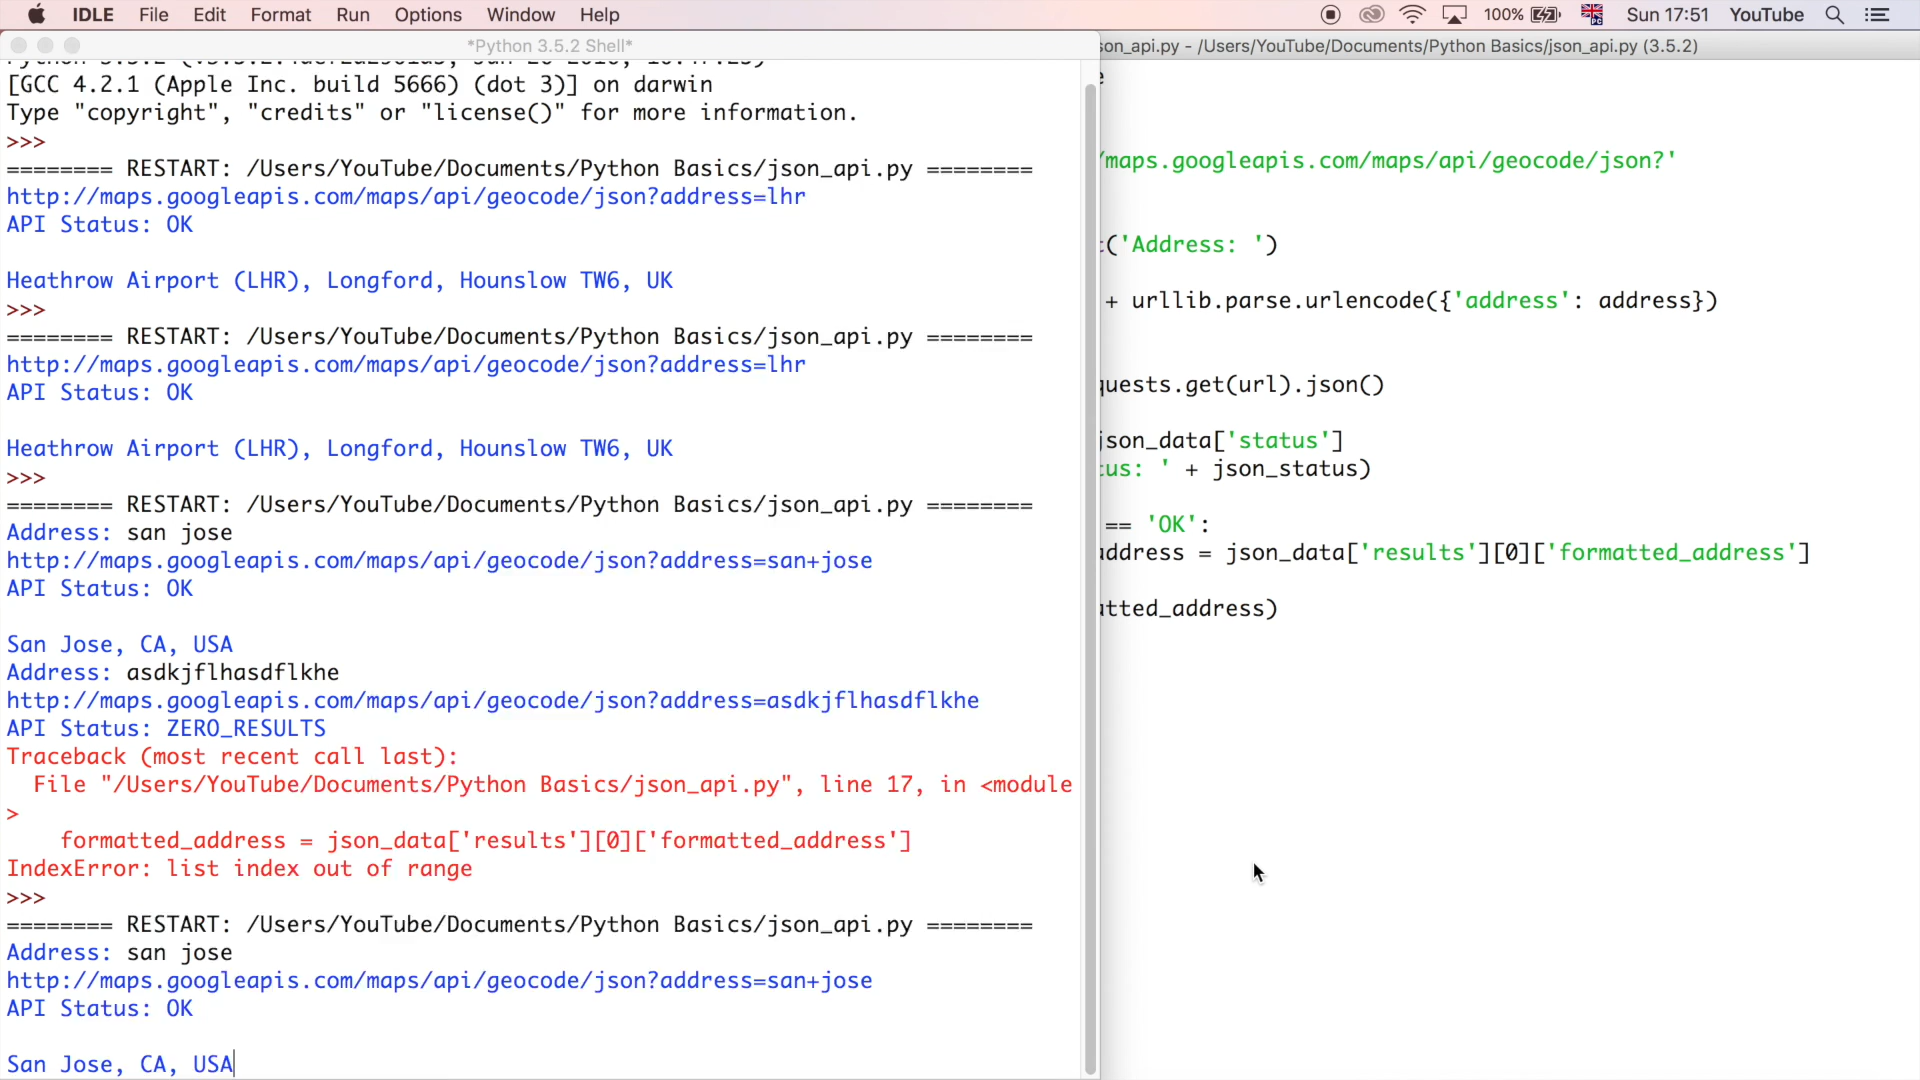 IDLE File Edit Format Run Options Window Help 100% Sun 17:51 YouTube
*Python 3.5.2 Shell*
[GCC 4.2.1 (Apple Inc. build 5666) (dot 3)] on darwin
Type "copyright", "credits" or "license()" for more information.
>>>
======== RESTART: /Users/YouTube/Documents/Python Basics/json_api.py ========
http://maps.googleapis.com/maps/api/geocode/json?address=lhr
API Status: OK
Heathrow Airport (LHR), Longford, Hounslow TW6, UK
>>>
======== RESTART: /Users/YouTube/Documents/Python Basics/json_api.py ========
http://maps.googleapis.com/maps/api/geocode/json?address=lhr
API Status: OK
Heathrow Airport (LHR), Longford, Hounslow TW6, UK
>>>
======== RESTART: /Users/YouTube/Documents/Python Basics/json_api.py ========
Address: san jose
http://maps.googleapis.com/maps/api/geocode/json?address=san+jose
API Status: OK
San Jose, CA, USA
Address: asdkjflhasdflkhe
http://maps.googleapis.com/maps/api/geocode/json?address=asdkjflhasdflkhe
API Status: ZERO_RESULTS
Traceback (most recent call last):
File "/Users/YouTube/Documents/Python Basics/json_api.py", line 17, in <module
>
formatted_address = json_data['results'][0]['formatted_address']
IndexError: list index out of range
>>>
======== RESTART: /Users/YouTube/Documents/Python Basics/json_api.py ========
Address: san jose
http://maps.googleapis.com/maps/api/geocode/json?address=san+jose
API Status: OK
San Jose, CA, USA
son_api.py - /Users/YouTube/Documents/Python Basics/json_api.py (3.5.2)
e
/maps.googleapis.com/maps/api/geocode/json?'
t('Address: ')
+ urllib.parse.urlencode({'address': address})
quests.get(url).json()
json_data['status']
tus: ' + json_status)
== 'OK':
address = json_data['results'][0]['formatted_address']
atted_address)